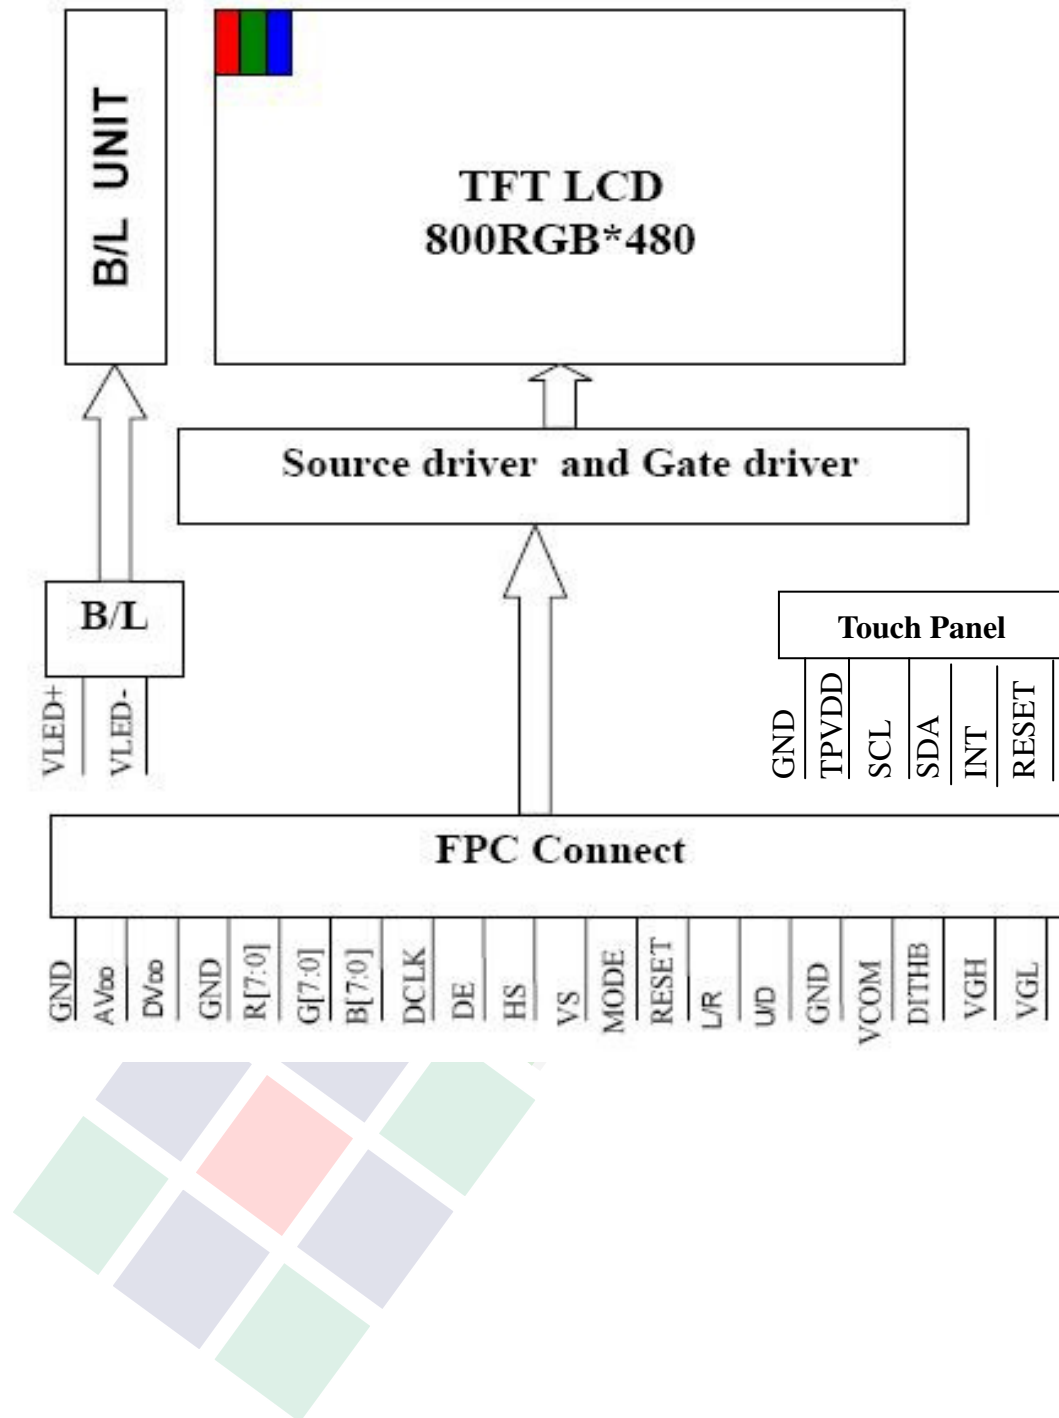 B/L UNIT
TFT LCD
800RGB*480
Source driver and Gate driver
B/L
VLED+
VLED-
Touch Panel
GND
TPVDD
SCL
SDA
INT
RESET
FPC Connect
GND
AVDD
DVDD
GND
R[7:0]
G[7:0]
B[7:0]
DCLK
DE
HS
VS
MODE
RESET
L/R
U/D
GND
VCOM
DITHB
VGH
VGL